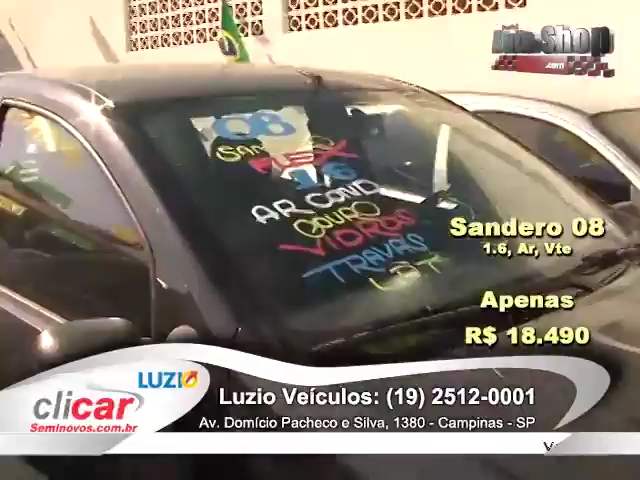 Auto-Shop
.com
08
FLEX
1.6
AR COND
COURO
VIDROS
TRAVAS
LDT
Sandero 08
1.6, Ar, Vte
Apenas
R$ 18.490
LUZIO
clicar
Seminovos.com.br
Luzio Veículos: (19) 2512-0001
Av. Domício Pacheco e Silva, 1380 - Campinas - SP